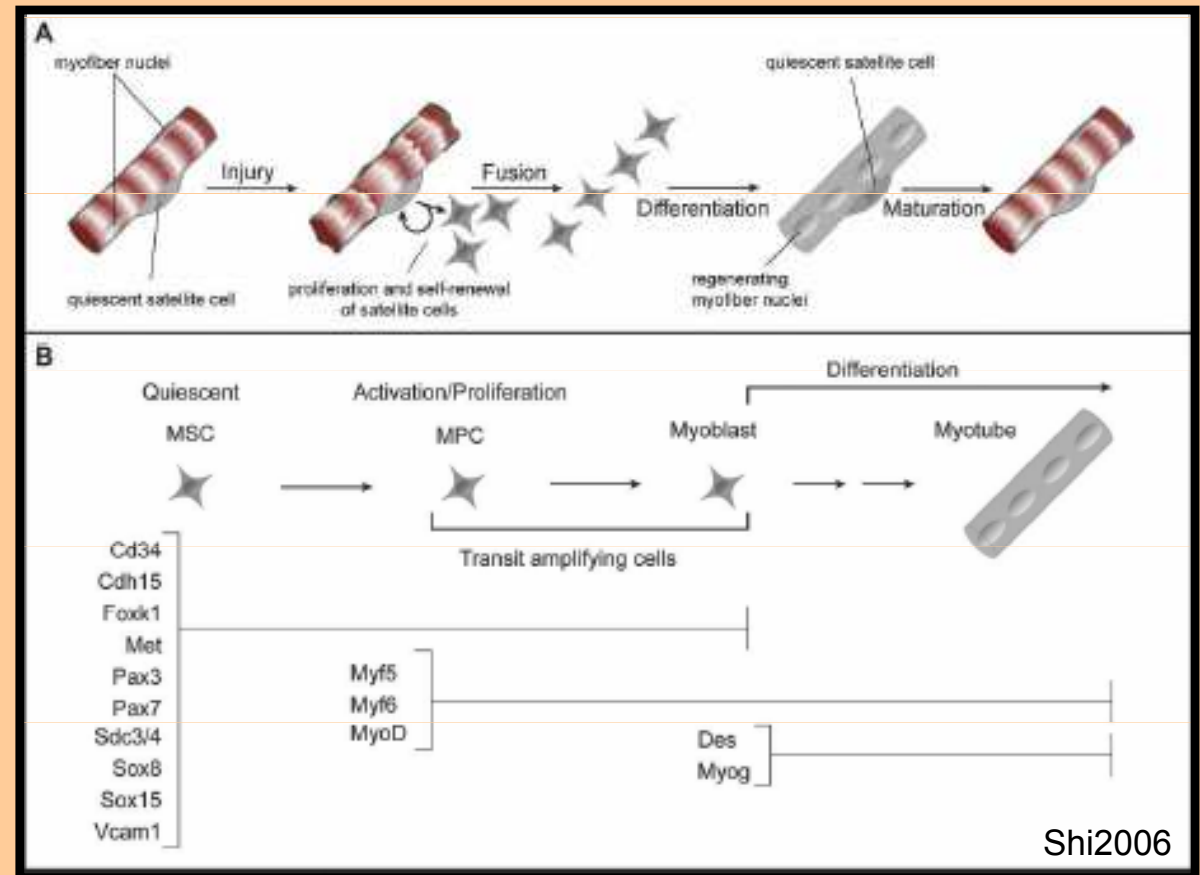 A
myofiber nuclei
quiescent satellite cell
Injury
Fusion
Differentiation
Maturation
quiescent satellite cell
proliferation and self-renewal
of satellite cells
regenerating
myofiber nuclei
B
Differentiation
Quiescent
Activation/Proliferation
MSC
MPC
Myoblast
Myotube
Transit amplifying cells
Cd34
Cdh15
Foxk1
Met
Pax3
Pax7
Sdc3/4
Sox8
Sox15
Vcam1
Myf5
Myf6
MyoD
Des
Myog
Shi2006